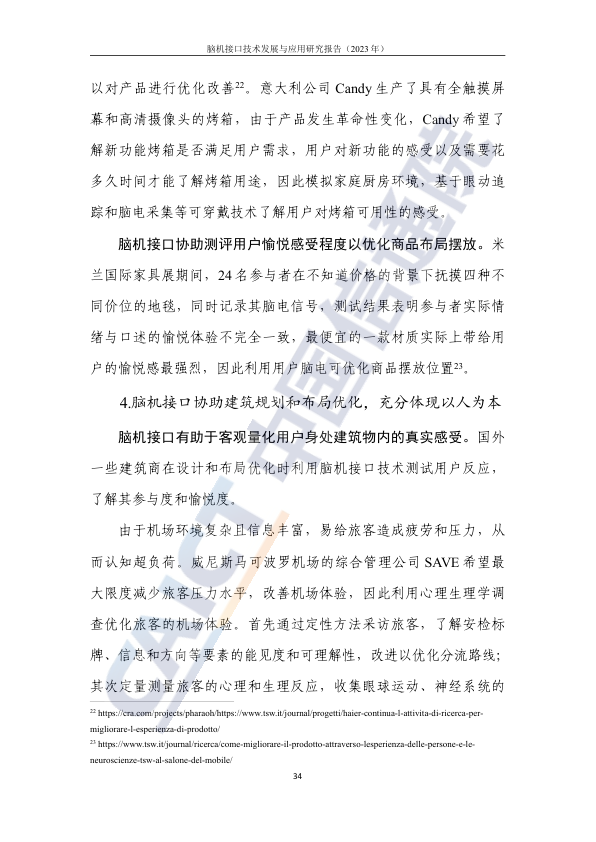 脑机接口技术发展与应用研究报告（2023 年）
以对产品进行优化改善22。意大利公司 Candy 生产了具有全触摸屏
幕和高清摄像头的烤箱，由于产品发生革命性变化，Candy 希望了
解新功能烤箱是否满足用户需求，用户对新功能的感受以及需要花
多久时间才能了解烤箱用途，因此模拟家庭厨房环境，基于眼动追
踪和脑电采集等可穿戴技术了解用户对烤箱可用性的感受。
脑机接口协助测评用户愉悦感受程度以优化商品布局摆放。米
兰国际家具展期间，24 名参与者在不知道价格的背景下抚摸四种不
同价位的地毯，同时记录其脑电信号，测试结果表明参与者实际情
绪与口述的愉悦体验不完全一致，最便宜的一款材质实际上带给用
户的愉悦感最强烈，因此利用用户脑电可优化商品摆放位置23。
4.脑机接口协助建筑规划和布局优化，充分体现以人为本
脑机接口有助于客观量化用户身处建筑物内的真实感受。国外
一些建筑商在设计和布局优化时利用脑机接口技术测试用户反应，
了解其参与度和愉悦度。
由于机场环境复杂且信息丰富，易给旅客造成疲劳和压力，从
而认知超负荷。威尼斯马可波罗机场的综合管理公司 SAVE 希望最
大限度减少旅客压力水平，改善机场体验，因此利用心理生理学调
查优化旅客的机场体验。首先通过定性方法采访旅客，了解安检标
牌、信息和方向等要素的能见度和可理解性，改进以优化分流路线；
其次定量测量旅客的心理和生理反应，收集眼球运动、神经系统的
22 https://cra.com/projects/pharaoh/https://www.tsw.it/journal/progetti/haier-continua-l-attivita-di-ricerca-per-
migliorare-l-esperienza-di-prodotto/
23 https://www.tsw.it/journal/ricerca/come-migliorare-il-prodotto-attraverso-lesperienza-delle-persone-e-le-
neuroscienze-tsw-al-salone-del-mobile/
34
CAICT 中国信通院